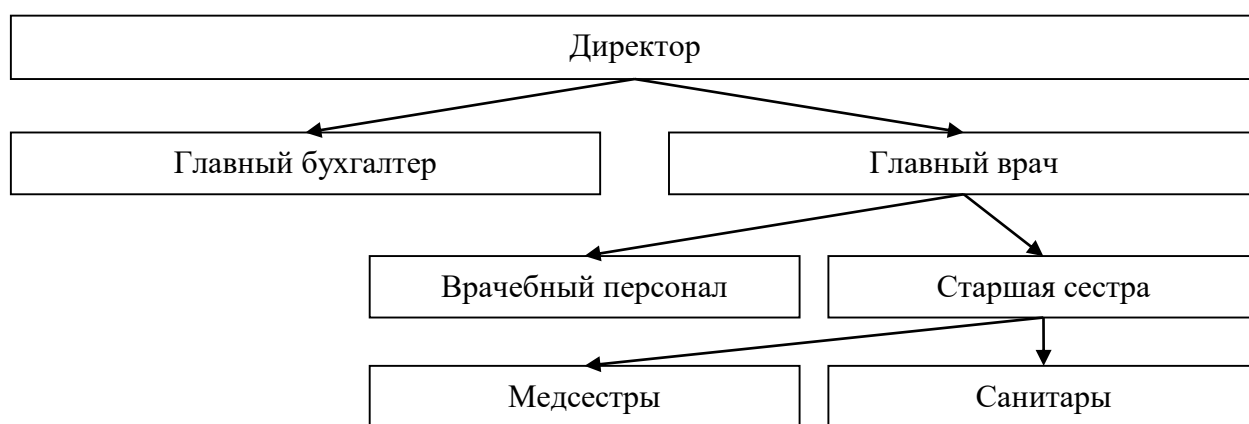 Директор
Главный бухгалтер
Главный врач
Врачебный персонал
Старшая сестра
Медсестры
Санитары